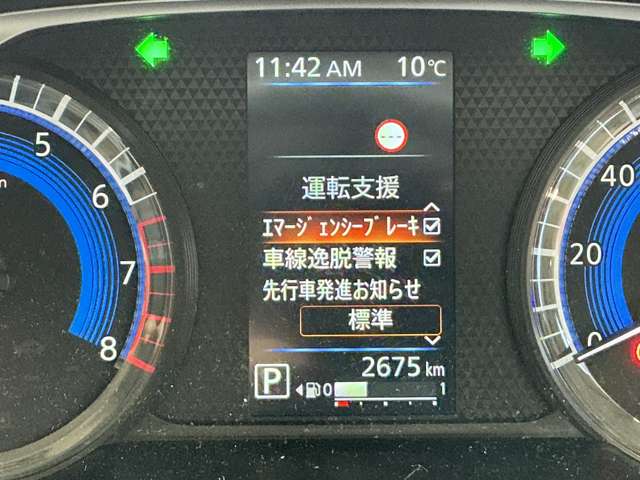 11:42 AM 10℃
---
運転支援
ｴﾏｰｼﾞｪﾝｼｰﾌﾞﾚｰｷ
車線逸脱警報
先行車発進お知らせ
標準
P 2675 km
0 1
5
6
7
8
40
20
0